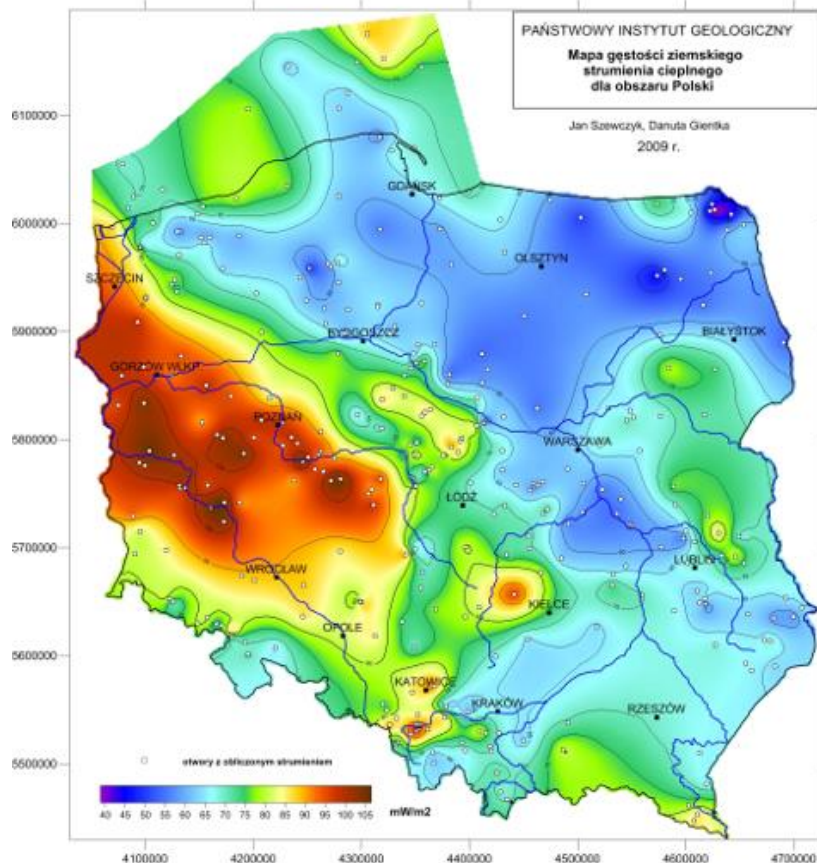 PAŃSTWOWY INSTYTUT GEOLOGICZNY
Mapa gęstości ziemskiego
strumienia cieplnego
dla obszaru Polski
Jan Szewczyk, Danuta Gientka
2009 r.
6100000
GDAŃSK
6000000
OLSZTYN
SZCZECIN
5900000
BYDGOSZCZ
BIAŁYSTOK
GORZÓW WLKP
POZNAŃ
5800000
WARSZAWA
ŁÓDŹ
5700000
LUBLIN
WROCŁAW
KIELCE
OPOLE
5600000
KATOWICE
KRAKÓW
RZESZÓW
5500000
otwory z obliczonym strumieniem
40 45 50 55 60 65 70 75 80 85 90 95 100 105
mW/m2
4100000 4200000 4300000 4400000 4500000 4600000 4700000